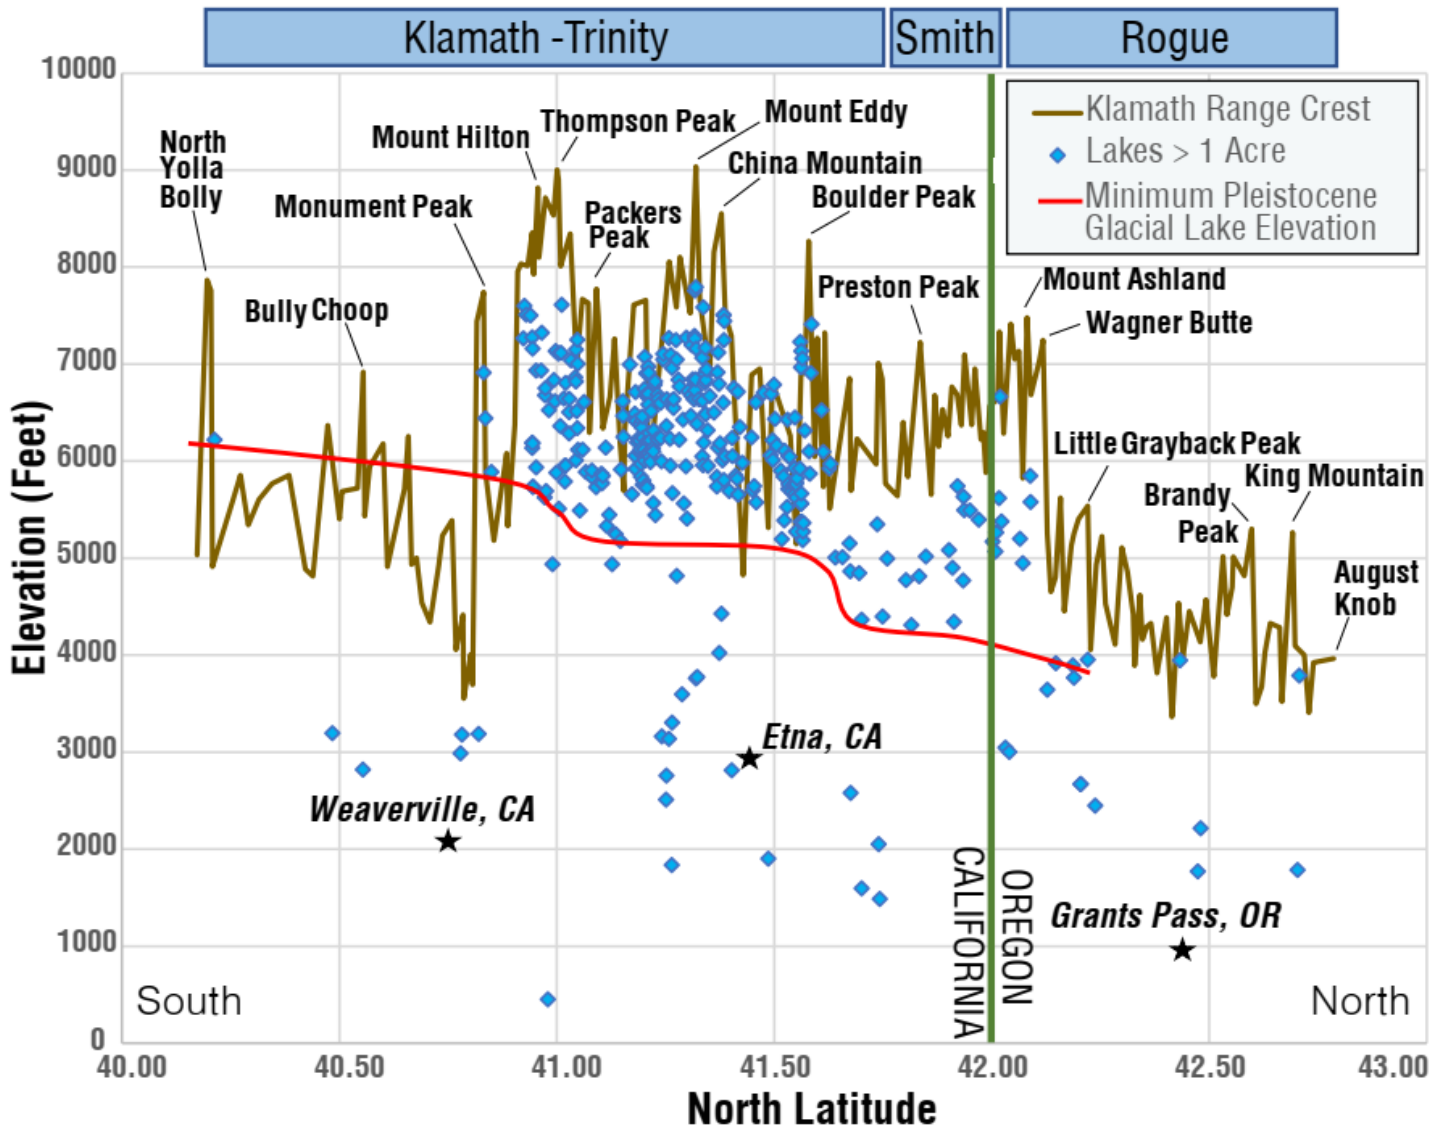 Klamath -Trinity
Smith
Rogue
10000
9000
8000
7000
6000
5000
4000
3000
2000
1000
0
Elevation (Feet)
Klamath Range Crest
Lakes > 1 Acre
Minimum Pleistocene
Glacial Lake Elevation
North
Yolla
Bolly
Mount Hilton
Thompson Peak
Mount Eddy
China Mountain
Boulder Peak
Monument Peak
Packers
Peak
Bully Choop
Preston Peak
Mount Ashland
Wagner Butte
Little Grayback Peak
King Mountain
Brandy
Peak
August
Knob
Etna, CA
Weaverville, CA
Grants Pass, OR
CALIFORNIA
OREGON
South
North
40.00
40.50
41.00
41.50
42.00
42.50
43.00
North Latitude